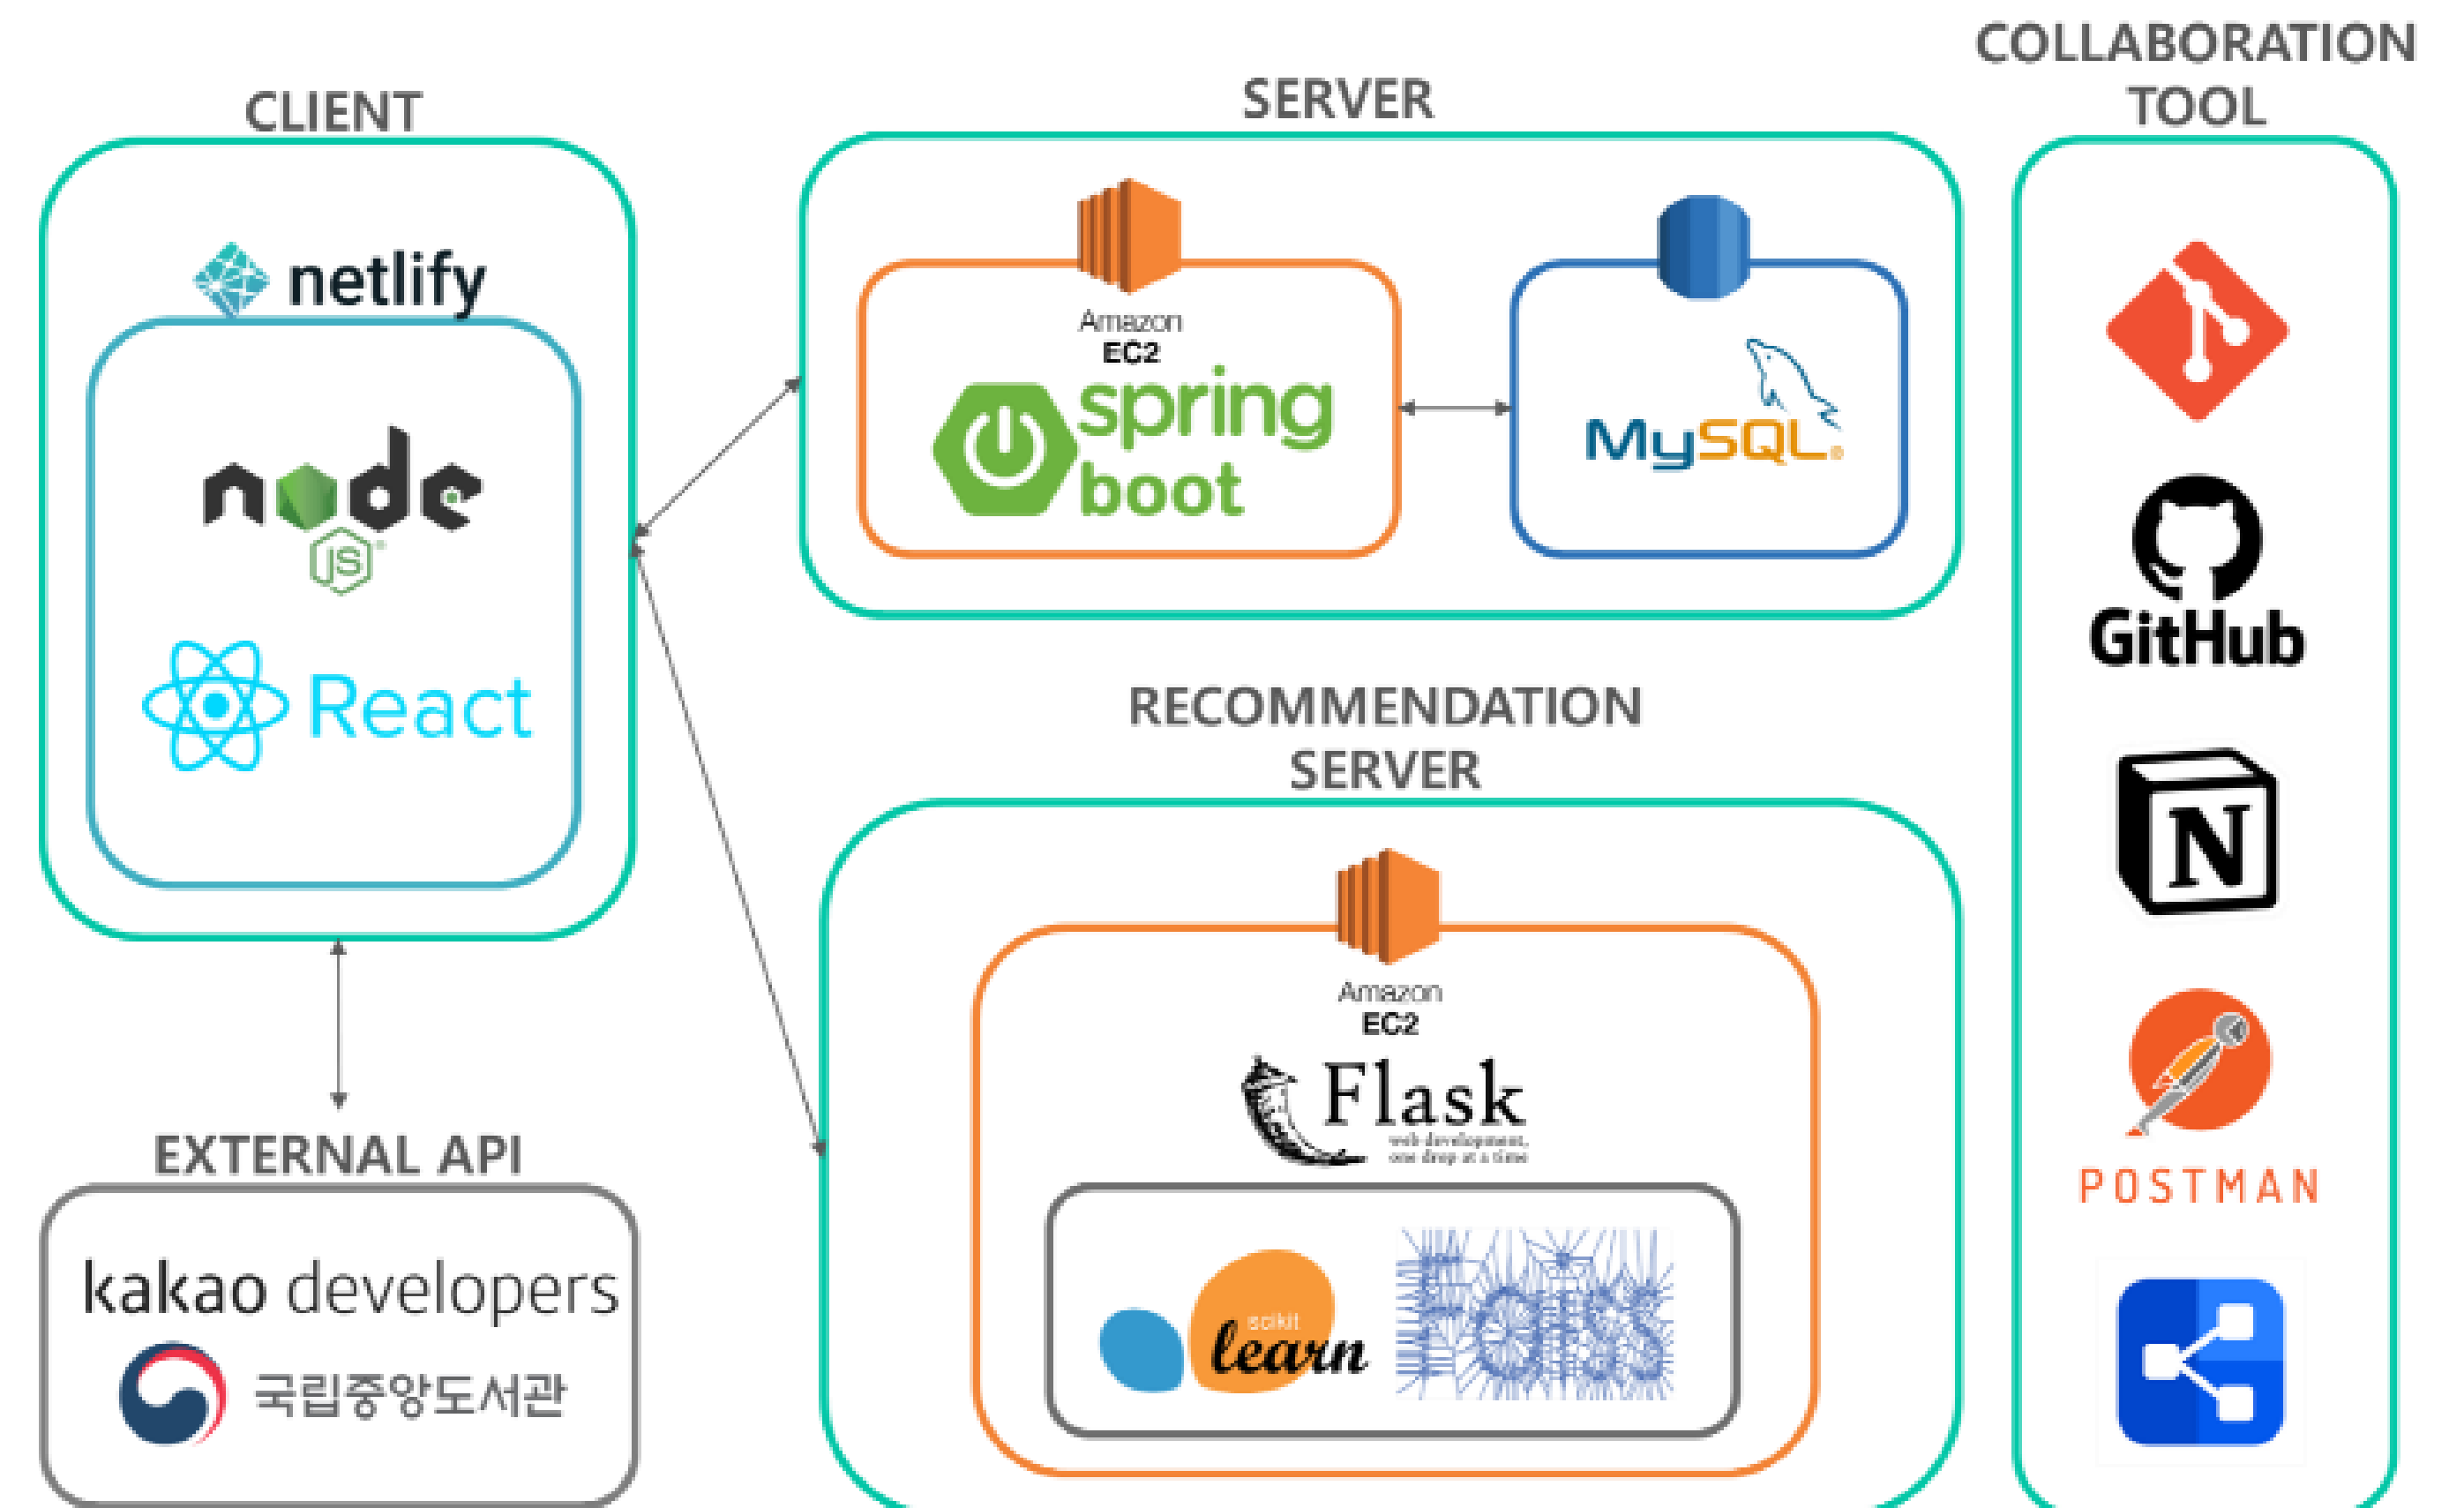 CLIENT
netlify
node
JS
React
EXTERNAL API
kakao developers
국립중앙도서관
SERVER
Amazon
EC2
spring
boot
MySQL
RECOMMENDATION
SERVER
Amazon
EC2
Flask
web development,
one drop at a time
scikit
learn
Faiss
COLLABORATION
TOOL
GitHub
N
POSTMAN